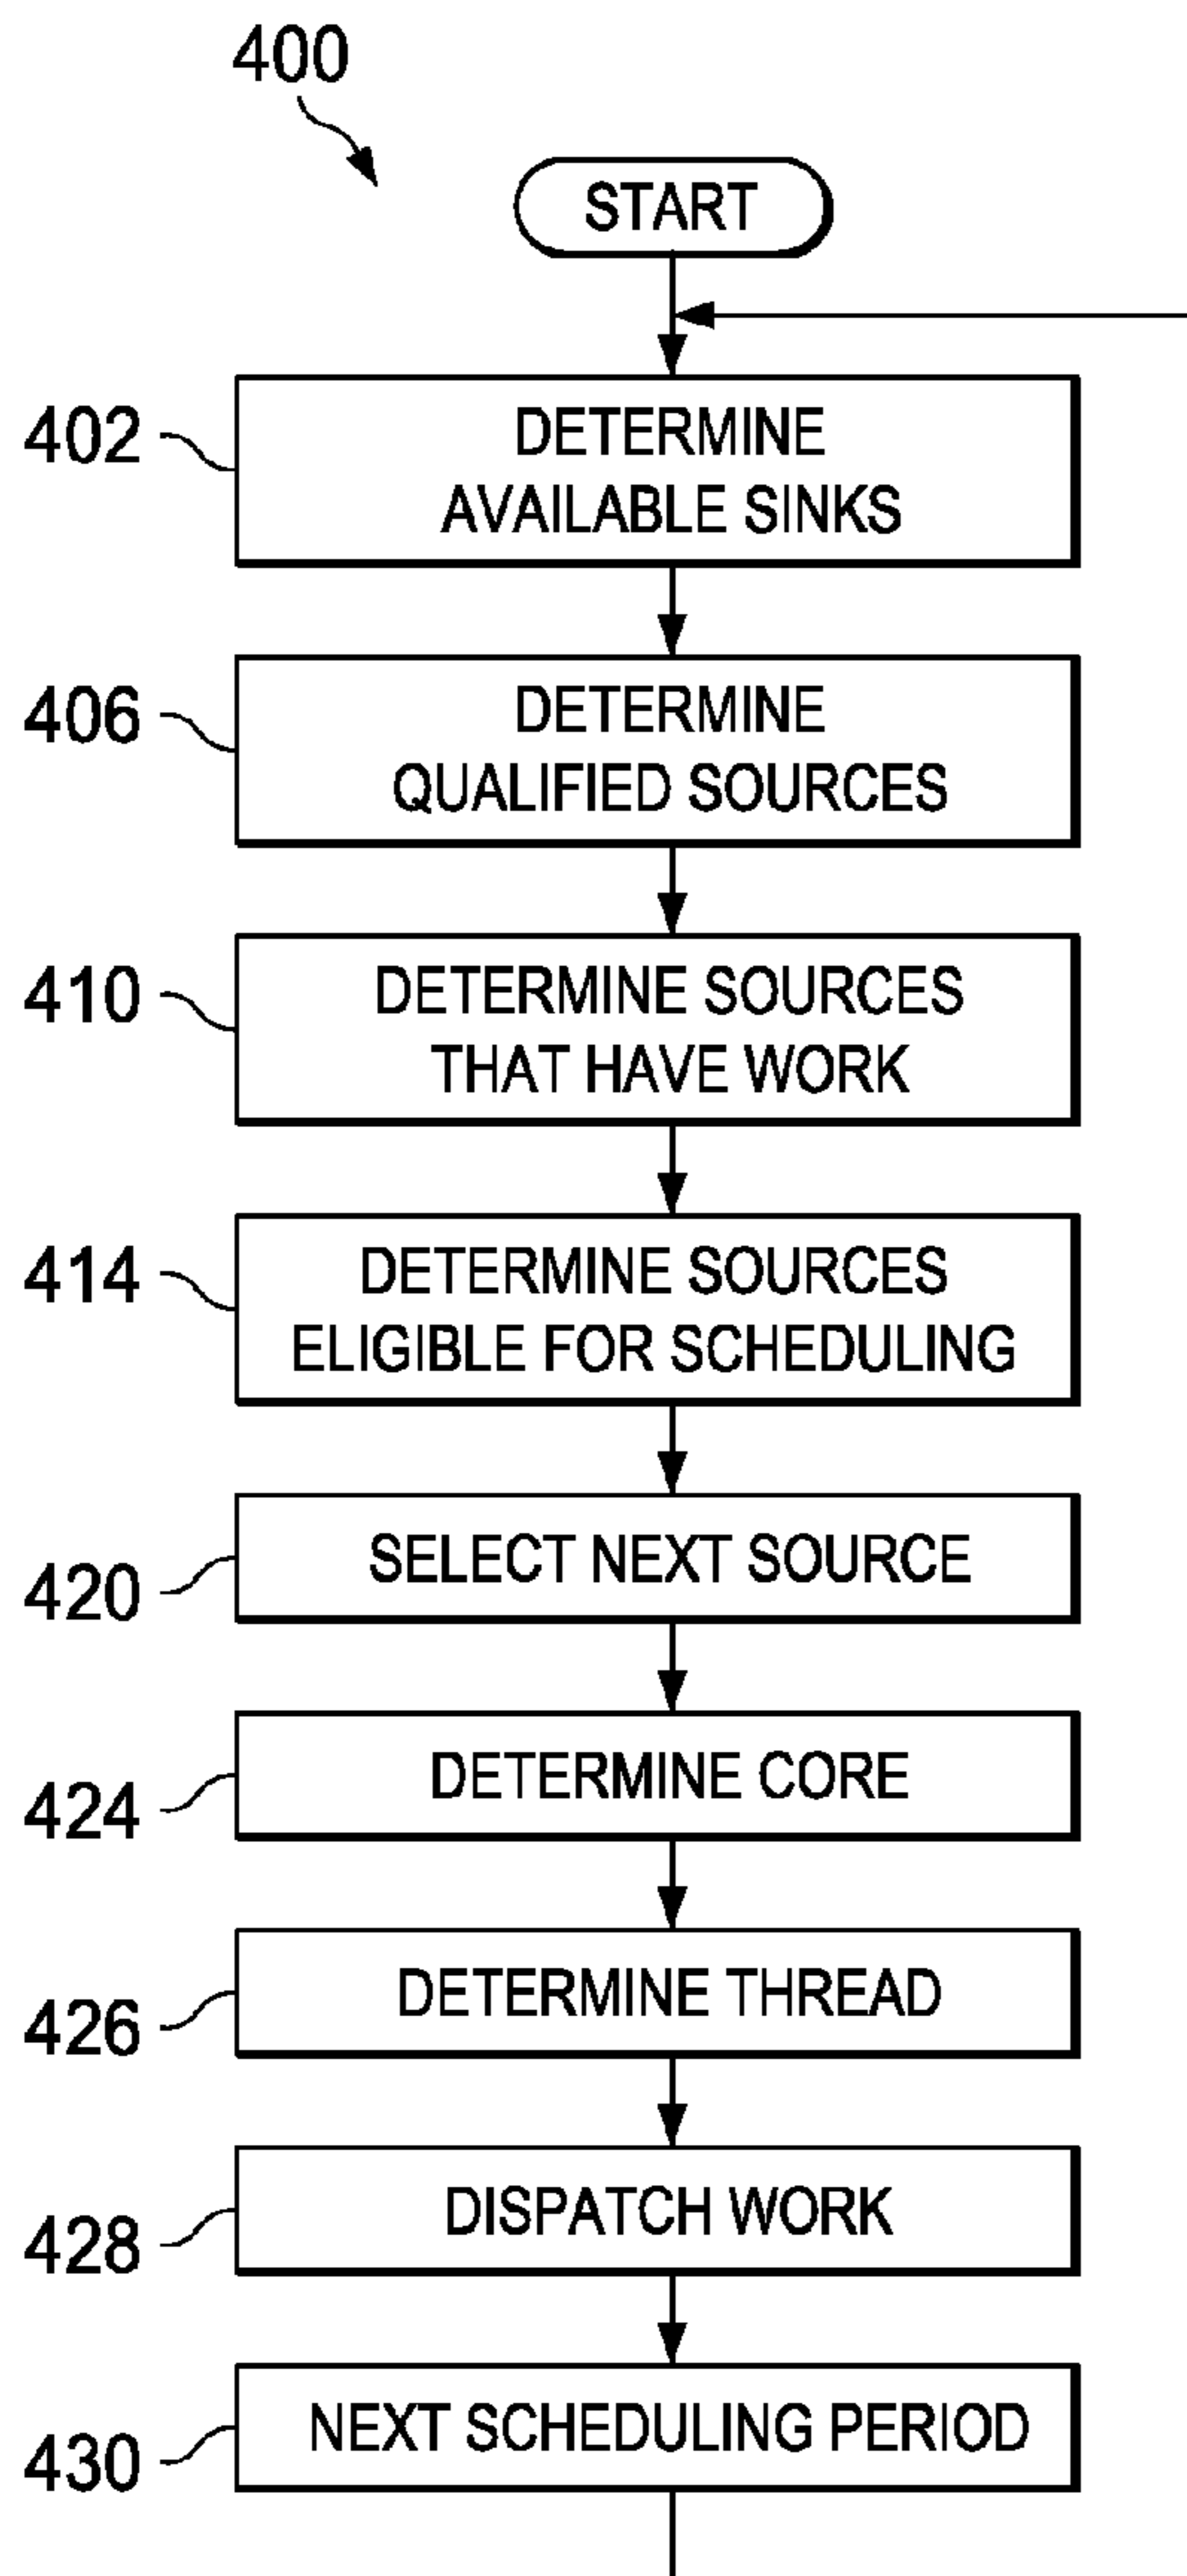 400
START
402
DETERMINE
AVAILABLE SINKS
406
DETERMINE
QUALIFIED SOURCES
410
DETERMINE SOURCES
THAT HAVE WORK
414
DETERMINE SOURCES
ELIGIBLE FOR SCHEDULING
420
SELECT NEXT SOURCE
424
DETERMINE CORE
426
DETERMINE THREAD
428
DISPATCH WORK
430
NEXT SCHEDULING PERIOD